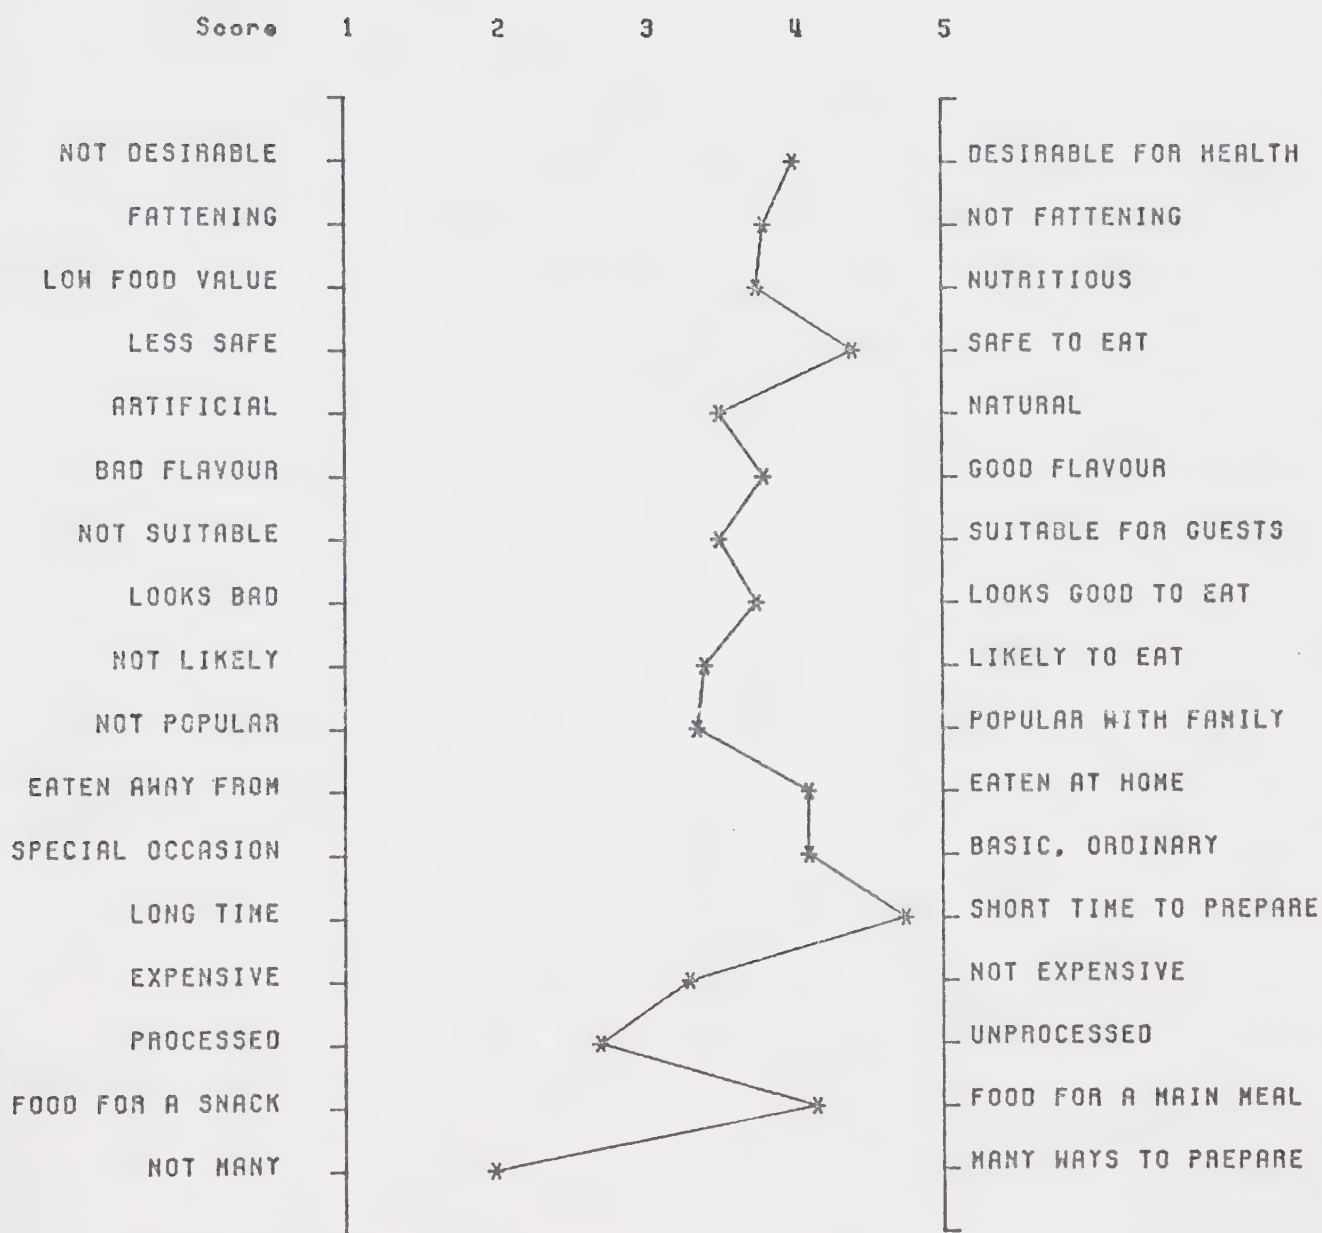 Score 1 2 3 4 5
NOT DESIRABLE DESIRABLE FOR HEALTH
FATTENING NOT FATTENING
LOW FOOD VALUE NUTRITIOUS
LESS SAFE SAFE TO EAT
ARTIFICIAL NATURAL
BAD FLAVOUR GOOD FLAVOUR
NOT SUITABLE SUITABLE FOR GUESTS
LOOKS BAD LOOKS GOOD TO EAT
NOT LIKELY LIKELY TO EAT
NOT POPULAR POPULAR WITH FAMILY
EATEN AWAY FROM EATEN AT HOME
SPECIAL OCCASION BASIC, ORDINARY
LONG TIME SHORT TIME TO PREPARE
EXPENSIVE NOT EXPENSIVE
PROCESSED UNPROCESSED
FOOD FOR A SNACK FOOD FOR A MAIN MEAL
NOT MANY MANY WAYS TO PREPARE